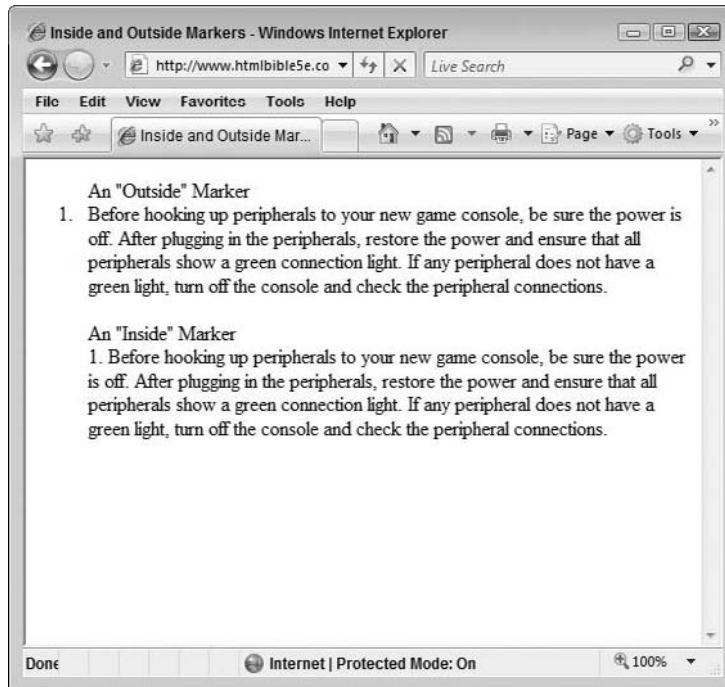 Inside and Outside Markers - Windows Internet Explorer
http://www.htmlbible5e.co Live Search
File Edit View Favorites Tools Help
Inside and Outside Mar... Page Tools »
An "Outside" Marker
1. Before hooking up peripherals to your new game console, be sure the power is
off. After plugging in the peripherals, restore the power and ensure that all
peripherals show a green connection light. If any peripheral does not have a
green light, turn off the console and check the peripheral connections.
An "Inside" Marker
1. Before hooking up peripherals to your new game console, be sure the power
is off. After plugging in the peripherals, restore the power and ensure that all
peripherals show a green connection light. If any peripheral does not have a
green light, turn off the console and check the peripheral connections.
Done Internet | Protected Mode: On 100%